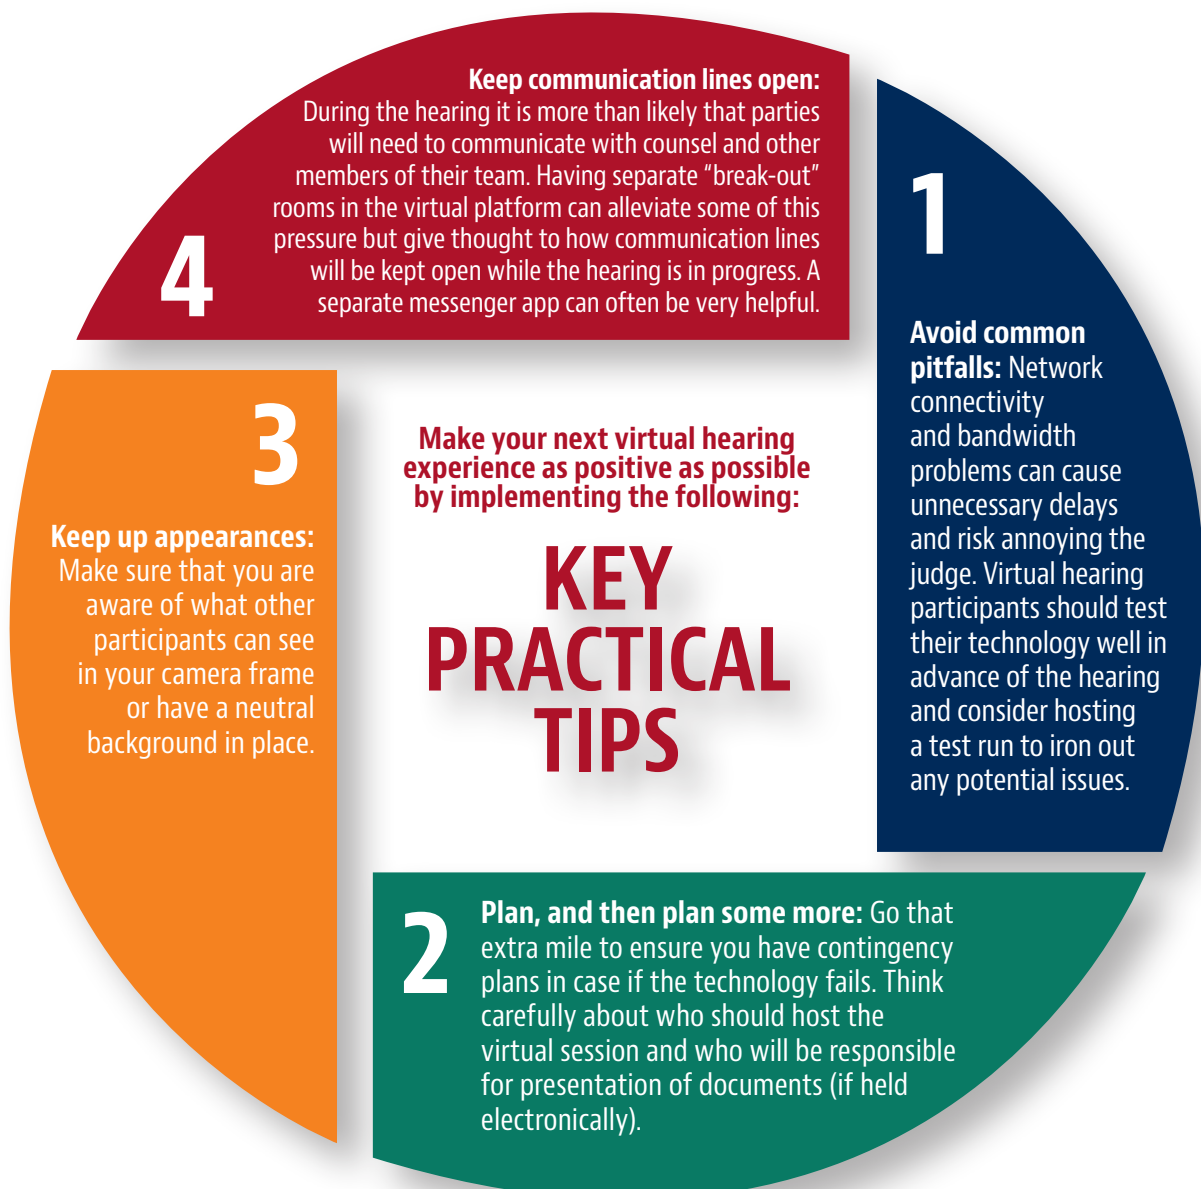 Make your next virtual hearing
experience as positive as possible
by implementing the following:
KEY
PRACTICAL
TIPS
1
Avoid common
pitfalls: Network
connectivity
and bandwidth
problems can cause
unnecessary delays
and risk annoying the
judge. Virtual hearing
participants should test
their technology well in
advance of the hearing
and consider hosting
a test run to iron out
any potential issues.
2
Plan, and then plan some more: Go that
extra mile to ensure you have contingency
plans in case if the technology fails. Think
carefully about who should host the
virtual session and who will be responsible
for presentation of documents (if held
electronically).
3
Keep up appearances:
Make sure that you are
aware of what other
participants can see
in your camera frame
or have a neutral
background in place.
4
Keep communication lines open:
During the hearing it is more than likely that parties
will need to communicate with counsel and other
members of their team. Having separate “break-out”
rooms in the virtual platform can alleviate some of this
pressure but give thought to how communication lines
will be kept open while the hearing is in progress. A
separate messenger app can often be very helpful.